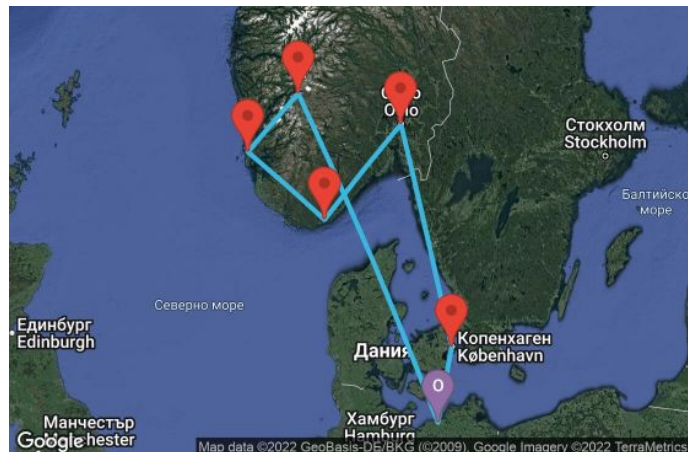 Oslo
Стокхолм
Stockholm
Балтийско
море
Северно море
Единбург
Edinburgh
Дания
Копенхаген
København
O
Манчестър
Manchester
Хамбург
Hamburg
Google
Map data ©2022 GeoBasis-DE/BKG (©2009), Google Imagery ©2022 TerraMetrics